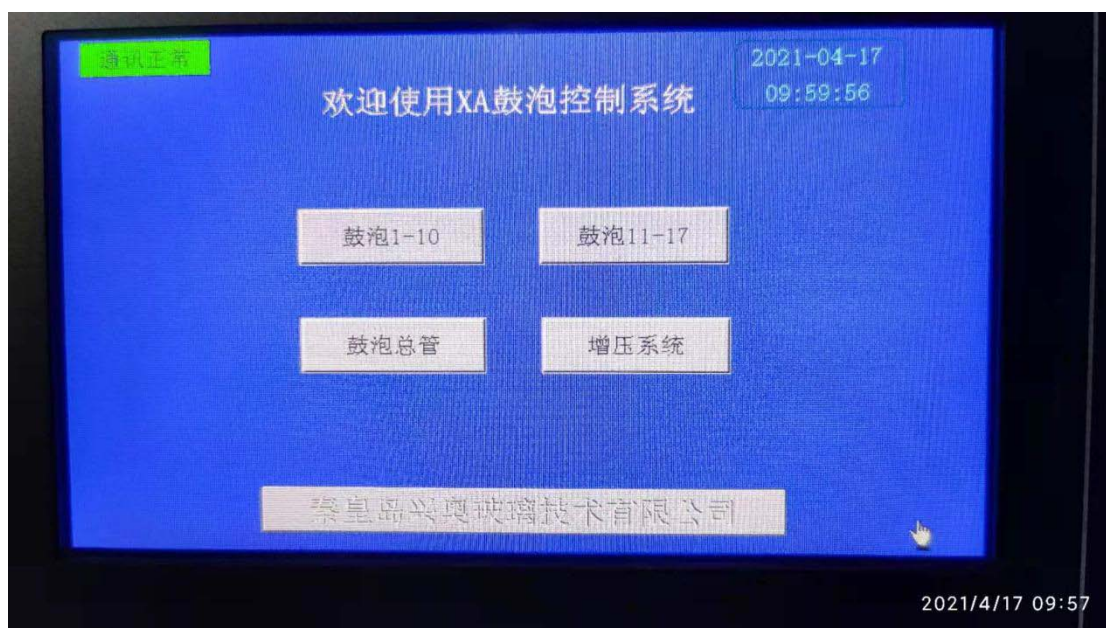 通讯正常
2021-04-17
09:59:56
欢迎使用XA鼓泡控制系统
鼓泡1-10
鼓泡11-17
鼓泡总管
增压系统
秦皇岛兴奥玻璃技术有限公司
2021/4/17 09:57